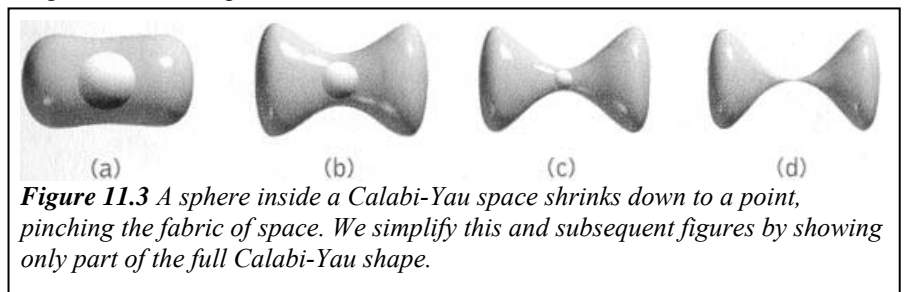 (a) (b) (c) (d)
Figure 11.3 A sphere inside a Calabi-Yau space shrinks down to a point,
pinching the fabric of space. We simplify this and subsequent figures by showing
only part of the full Calabi-Yau shape.